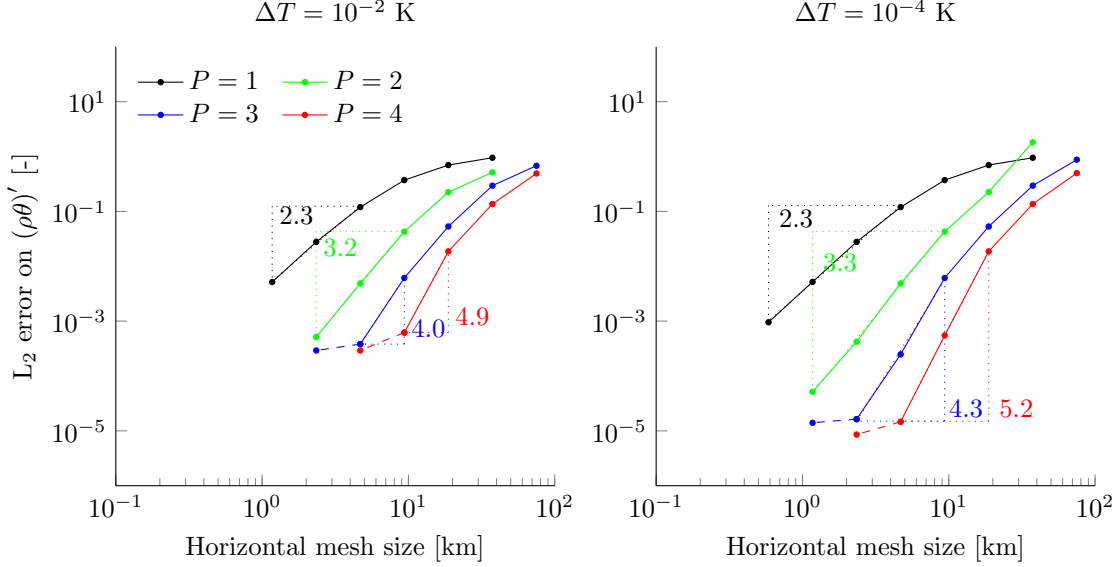 ΔT = 10⁻² K
ΔT = 10⁻⁴ K
P = 1
P = 2
P = 3
P = 4
L₂ error on (ρθ)′ [-]
10¹
10⁻¹
10⁻³
10⁻⁵
2.3
3.2
4.0
4.9
10⁻¹
10⁰
10¹
10²
Horizontal mesh size [km]
10¹
10⁻¹
10⁻³
10⁻⁵
2.3
3.3
4.3
5.2
10⁻¹
10⁰
10¹
10²
Horizontal mesh size [km]